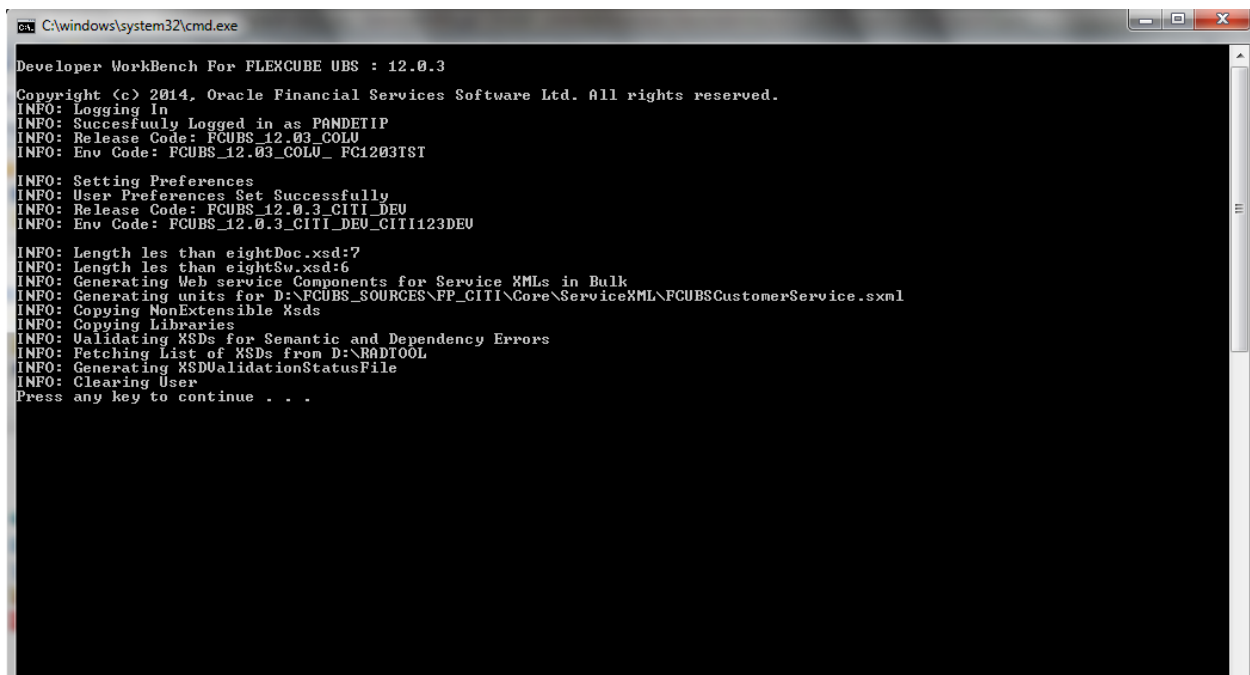 C:\windows\system32\cmd.exe
Developer WorkBench For FLEXCUBE UBS : 12.0.3
Copyright (c) 2014, Oracle Financial Services Software Ltd. All rights reserved.
INFO: Logging In
INFO: Succesfuuly Logged in as PANDETIP
INFO: Release Code: FCUBS_12.03_COLV
INFO: Env Code: FCUBS_12.03_COLV_ FC1203TST
INFO: Setting Preferences
INFO: User Preferences Set Successfully
INFO: Release Code: FCUBS_12.0.3_CITI_DEV
INFO: Env Code: FCUBS_12.0.3_CITI_DEV_CITI123DEV
INFO: Length les than eightDoc.xsd:7
INFO: Length les than eightSw.xsd:6
INFO: Generating Web service Components for Service XMLs in Bulk
INFO: Generating units for D:\FCUBS_SOURCES\FP_CITI\Core\ServiceXML\FCUBSCustomerService.sxml
INFO: Copying NonExtensible Xsds
INFO: Copying Libraries
INFO: Validating XSDs for Semantic and Dependency Errors
INFO: Fetching List of XSDs from D:\RADTOOL
INFO: Generating XSDValidationStatusFile
INFO: Clearing User
Press any key to continue . . .